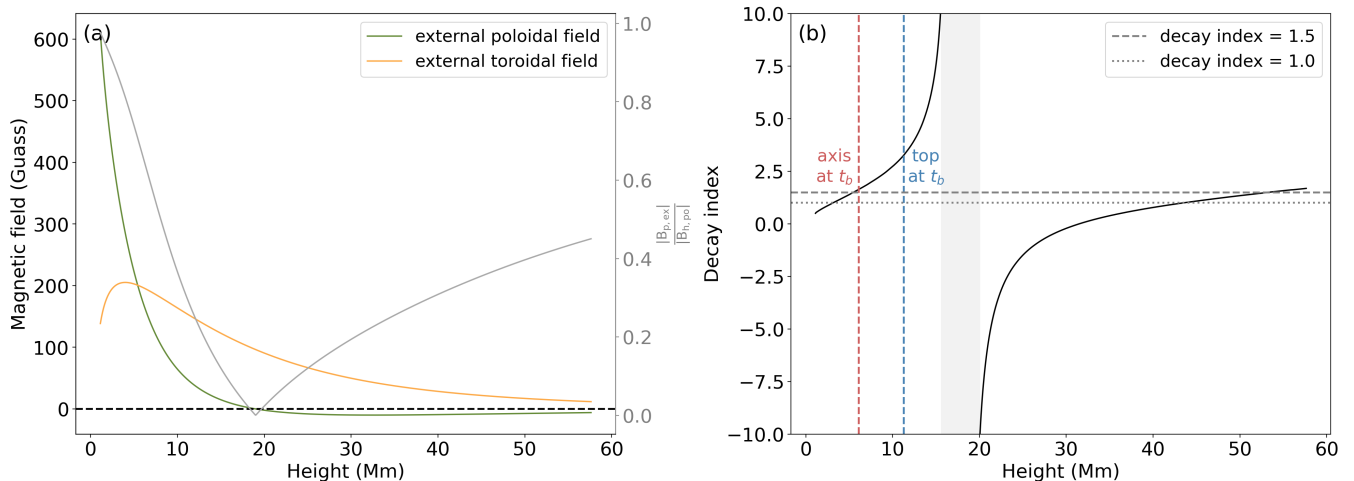 (a)
external poloidal field
external toroidal field
Magnetic field (Guass)
600
500
400
300
200
100
0
0 10 20 30 40 50 60
Height (Mm)
1.0
0.8
0.6
0.4
0.2
0.0
|B_{p,ex}|
|B_{h,po}|
(b)
decay index = 1.5
decay index = 1.0
Decay index
10.0
7.5
5.0
2.5
0.0
−2.5
−5.0
−7.5
−10.0
axis
at t_b
top
at t_b
0 10 20 30 40 50 60
Height (Mm)